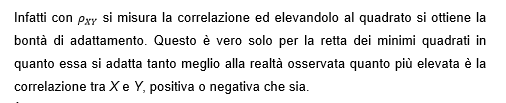 Infatti con ρXY si misura la correlazione ed elevandolo al quadrato si ottiene la
bontà di adattamento. Questo è vero solo per la retta dei minimi quadrati in
quanto essa si adatta tanto meglio alla realtà osservata quanto più elevata è la
correlazione tra X e Y, positiva o negativa che sia.